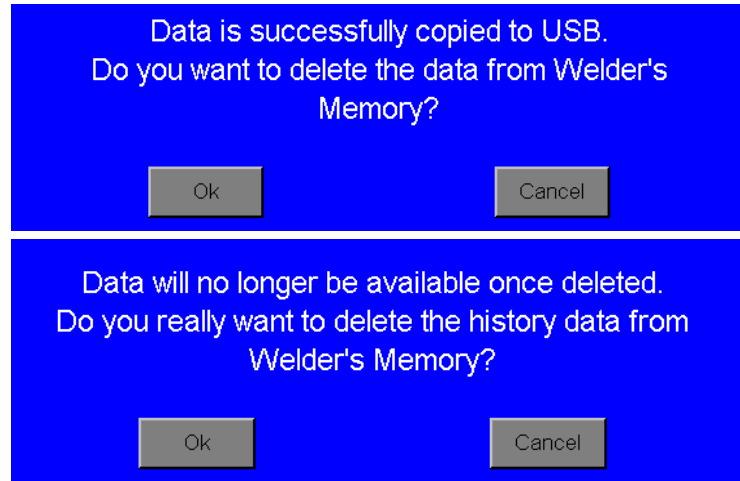 Data is successfully copied to USB.
Do you want to delete the data from Welder's
Memory?
Ok
Cancel
Data will no longer be available once deleted.
Do you really want to delete the history data from
Welder's Memory?
Ok
Cancel